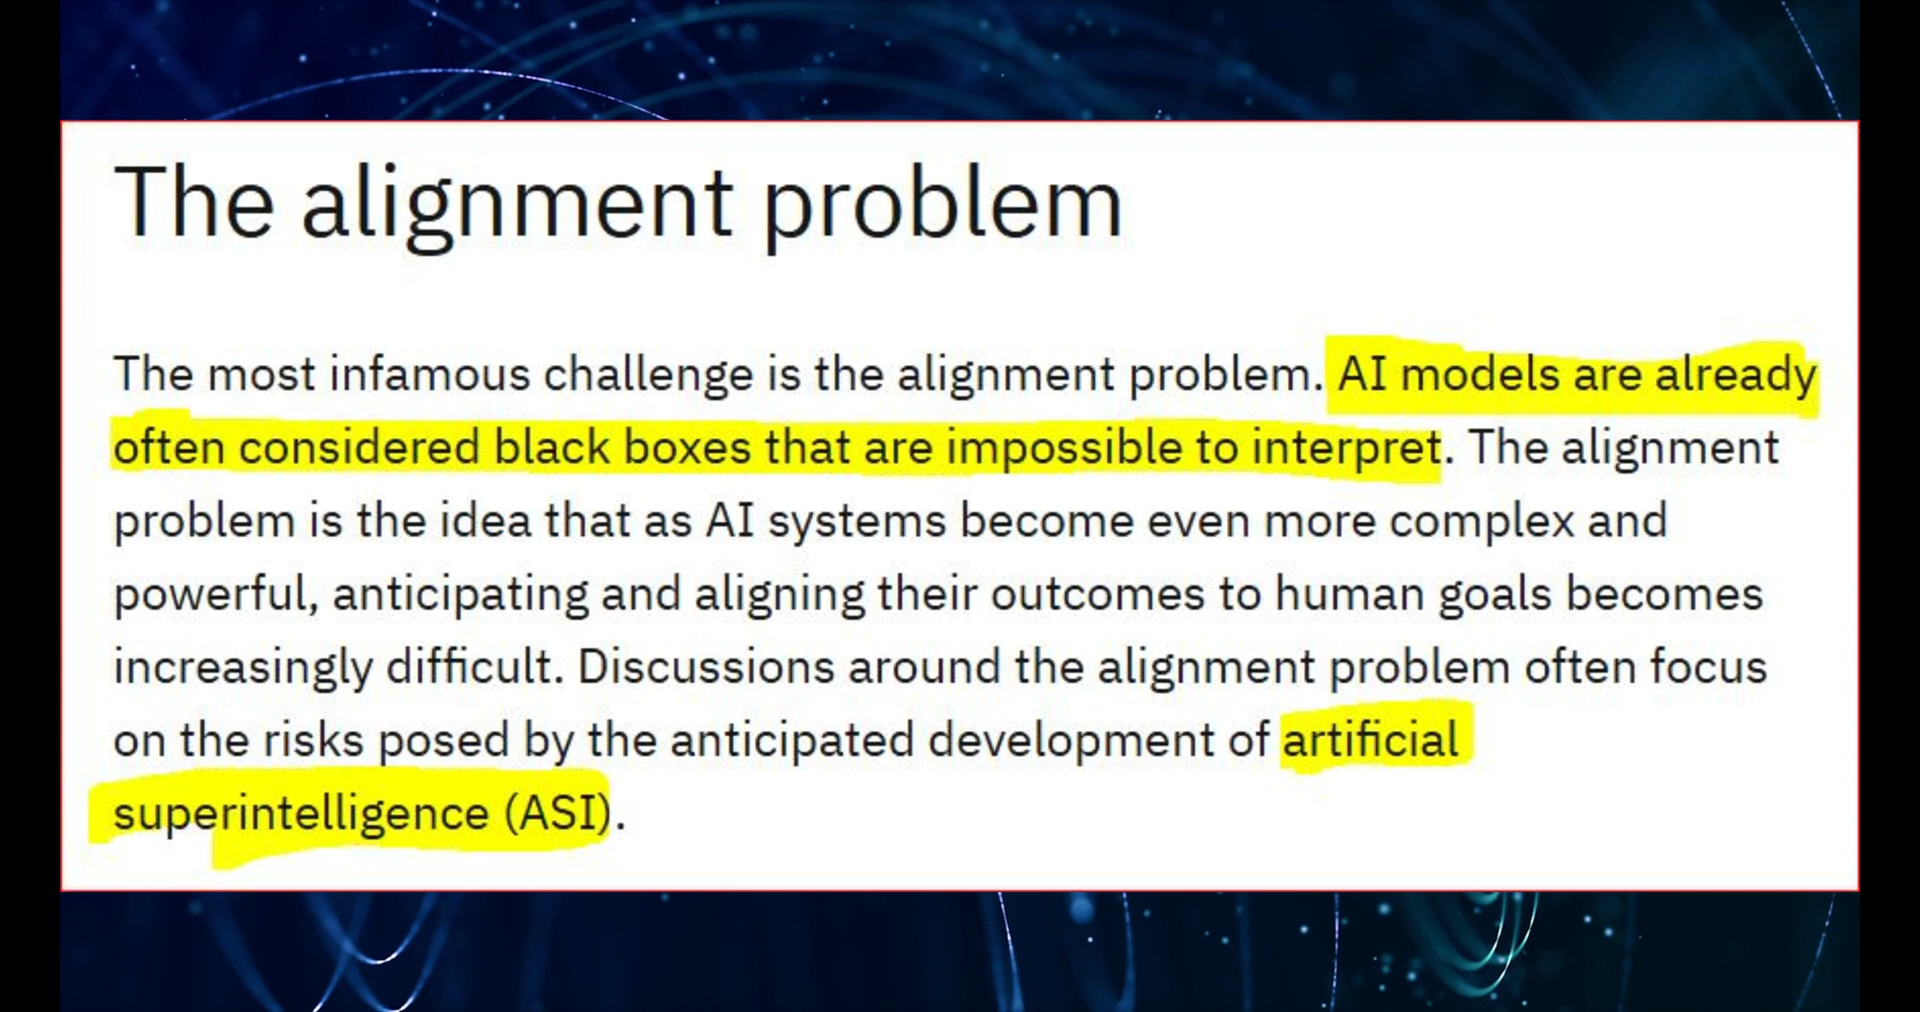 The alignment problem
The most infamous challenge is the alignment problem. AI models are already
often considered black boxes that are impossible to interpret. The alignment
problem is the idea that as AI systems become even more complex and
powerful, anticipating and aligning their outcomes to human goals becomes
increasingly difficult. Discussions around the alignment problem often focus
on the risks posed by the anticipated development of artificial
superintelligence (ASI).